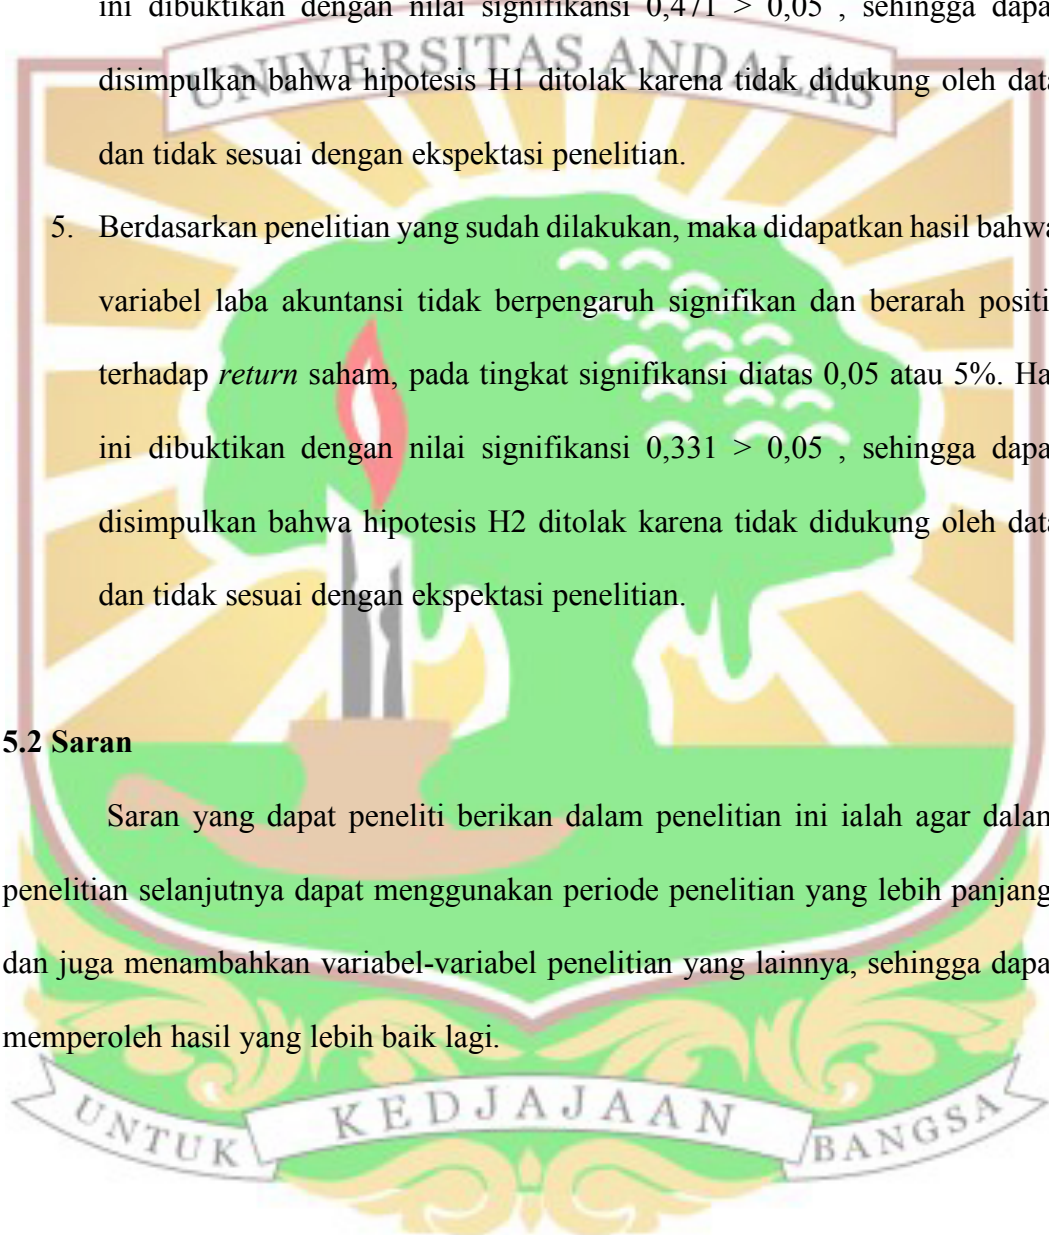 ini dibuktikan dengan nilai signifikansi 0,471 > 0,05 , sehingga dapa
UNIVERSITAS ANDALAS
disimpulkan bahwa hipotesis H1 ditolak karena tidak didukung oleh data
dan tidak sesuai dengan ekspektasi penelitian.
5. Berdasarkan penelitian yang sudah dilakukan, maka didapatkan hasil bahwa
variabel laba akuntansi tidak berpengaruh signifikan dan berarah positi
terhadap return saham, pada tingkat signifikansi diatas 0,05 atau 5%. Ha
ini dibuktikan dengan nilai signifikansi 0,331 > 0,05 , sehingga dapa
disimpulkan bahwa hipotesis H2 ditolak karena tidak didukung oleh data
dan tidak sesuai dengan ekspektasi penelitian.
5.2 Saran
Saran yang dapat peneliti berikan dalam penelitian ini ialah agar dalam
penelitian selanjutnya dapat menggunakan periode penelitian yang lebih panjang
dan juga menambahkan variabel-variabel penelitian yang lainnya, sehingga dapa
memperoleh hasil yang lebih baik lagi.
UNTUK KEDJAJAAN BANGSA